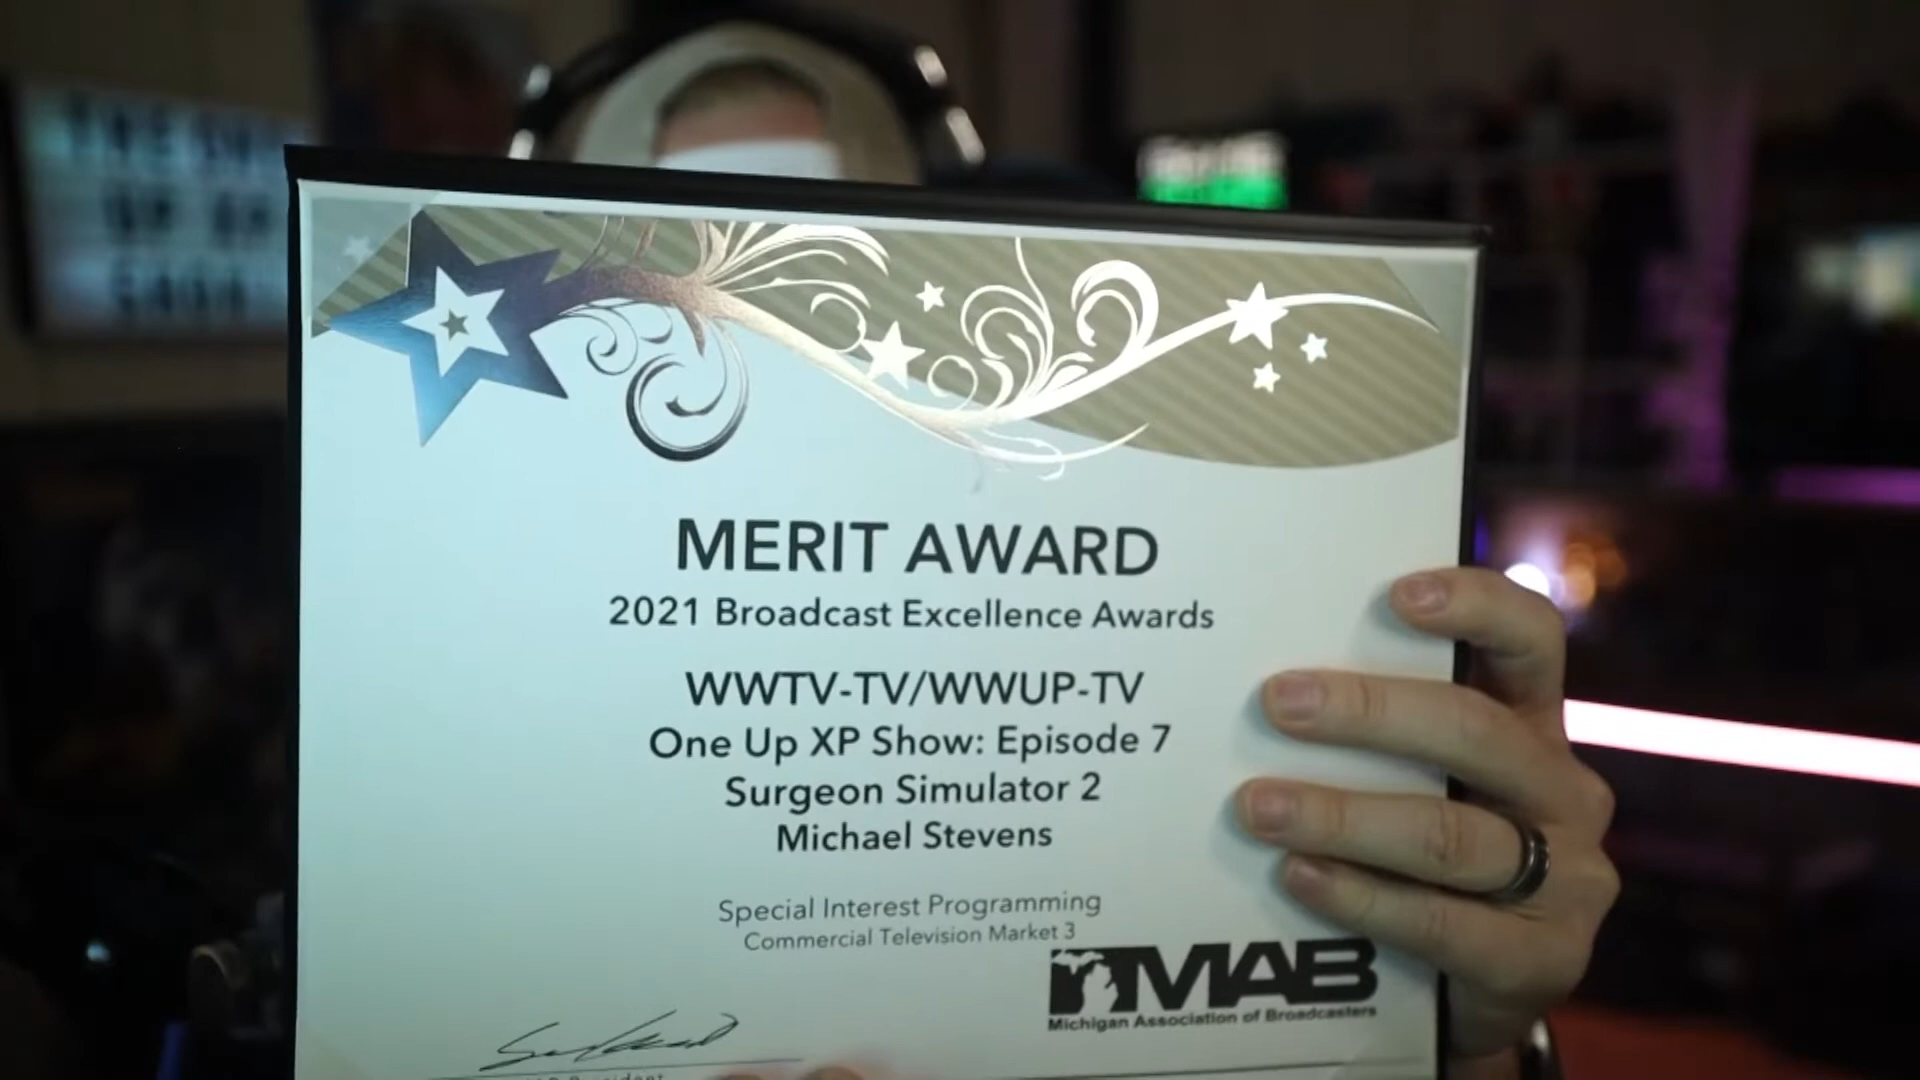 MERIT AWARD
2021 Broadcast Excellence Awards
WWTV-TV/WWUP-TV
One Up XP Show: Episode 7
Surgeon Simulator 2
Michael Stevens
Special Interest Programming
Commercial Television Market 3
MAB
Michigan Association of Broadcasters